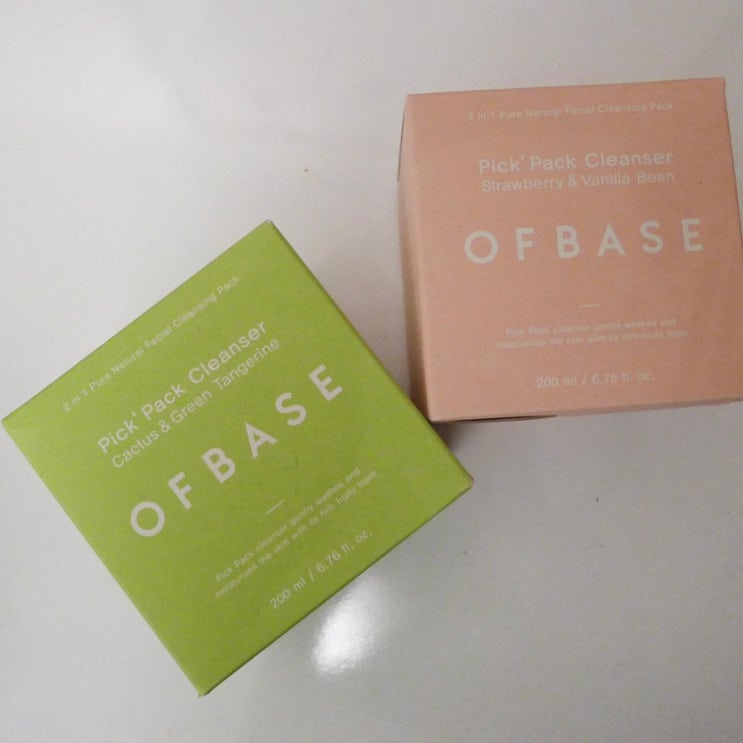 2 in 1 Pure Natural Facial Cleansing Pack
Pick' Pack Cleanser
Cactus & Green Tangerine
OFBASE
Pick Pack cleanser gently washes and
moisturizes the skin with its rich fruity foam
200 ml / 6.76 fl. oz.
2 in 1 Pure Natural Facial Cleansing Pack
Pick' Pack Cleanser
Strawberry & Vanilla Bean
OFBASE
Pick 'Pack cleanser gently washes and
moisturizes the skin with its rich fruity foam
200 ml / 6.76 fl. oz.